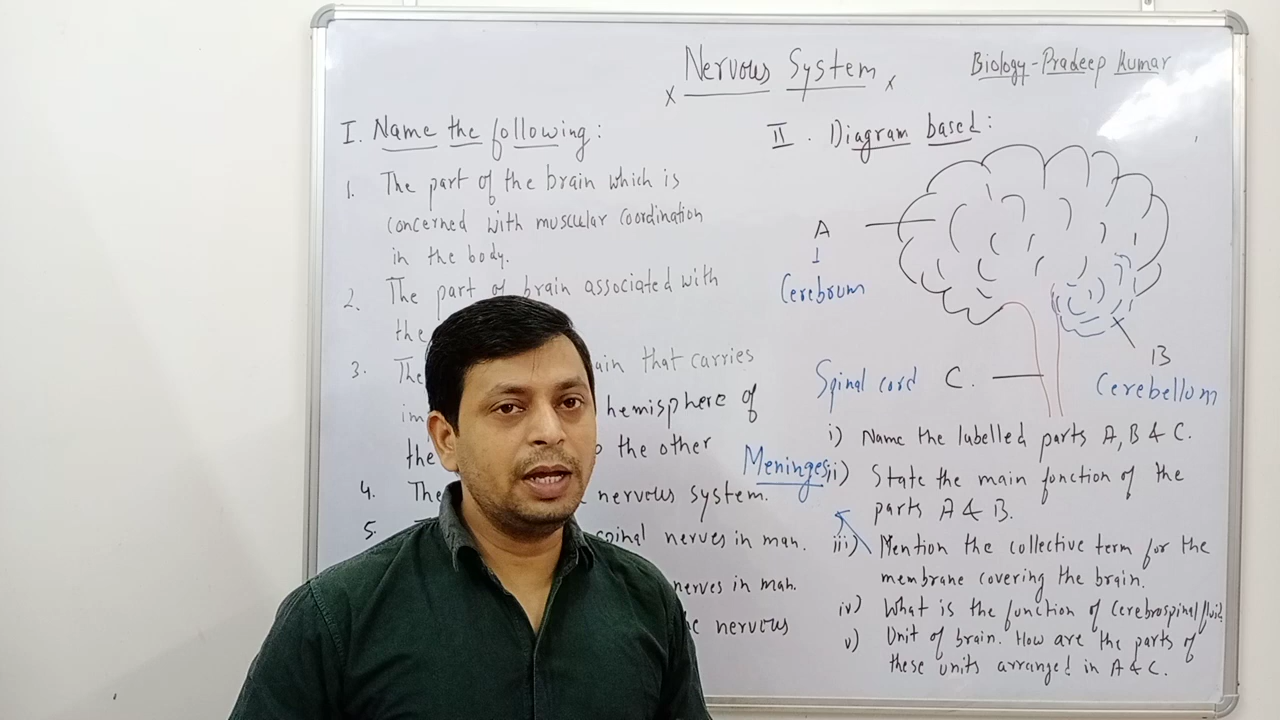 x Nervous System x
Biology-Pradeep Kumar
I. Name the following:
1. The part of the brain which is
concerned with muscular coordination
in the body.
2. The part of brain associated with
the
3. The ain that carries
im hemisphere of
the o the other
4. The nervous system.
5. spinal nerves in man.
nerves in man.
nervous
II. Diagram based:
A
Cerebrum
B
Cerebellum
Spinal cord C.
i) Name the labelled parts A, B & C.
Meninges ii) State the main function of the
parts A & B.
iii) Mention the collective term for the
membrane covering the brain.
iv) What is the function of cerebrospinal fluid
v) Unit of brain. How are the parts of
these units arranged in A & C.